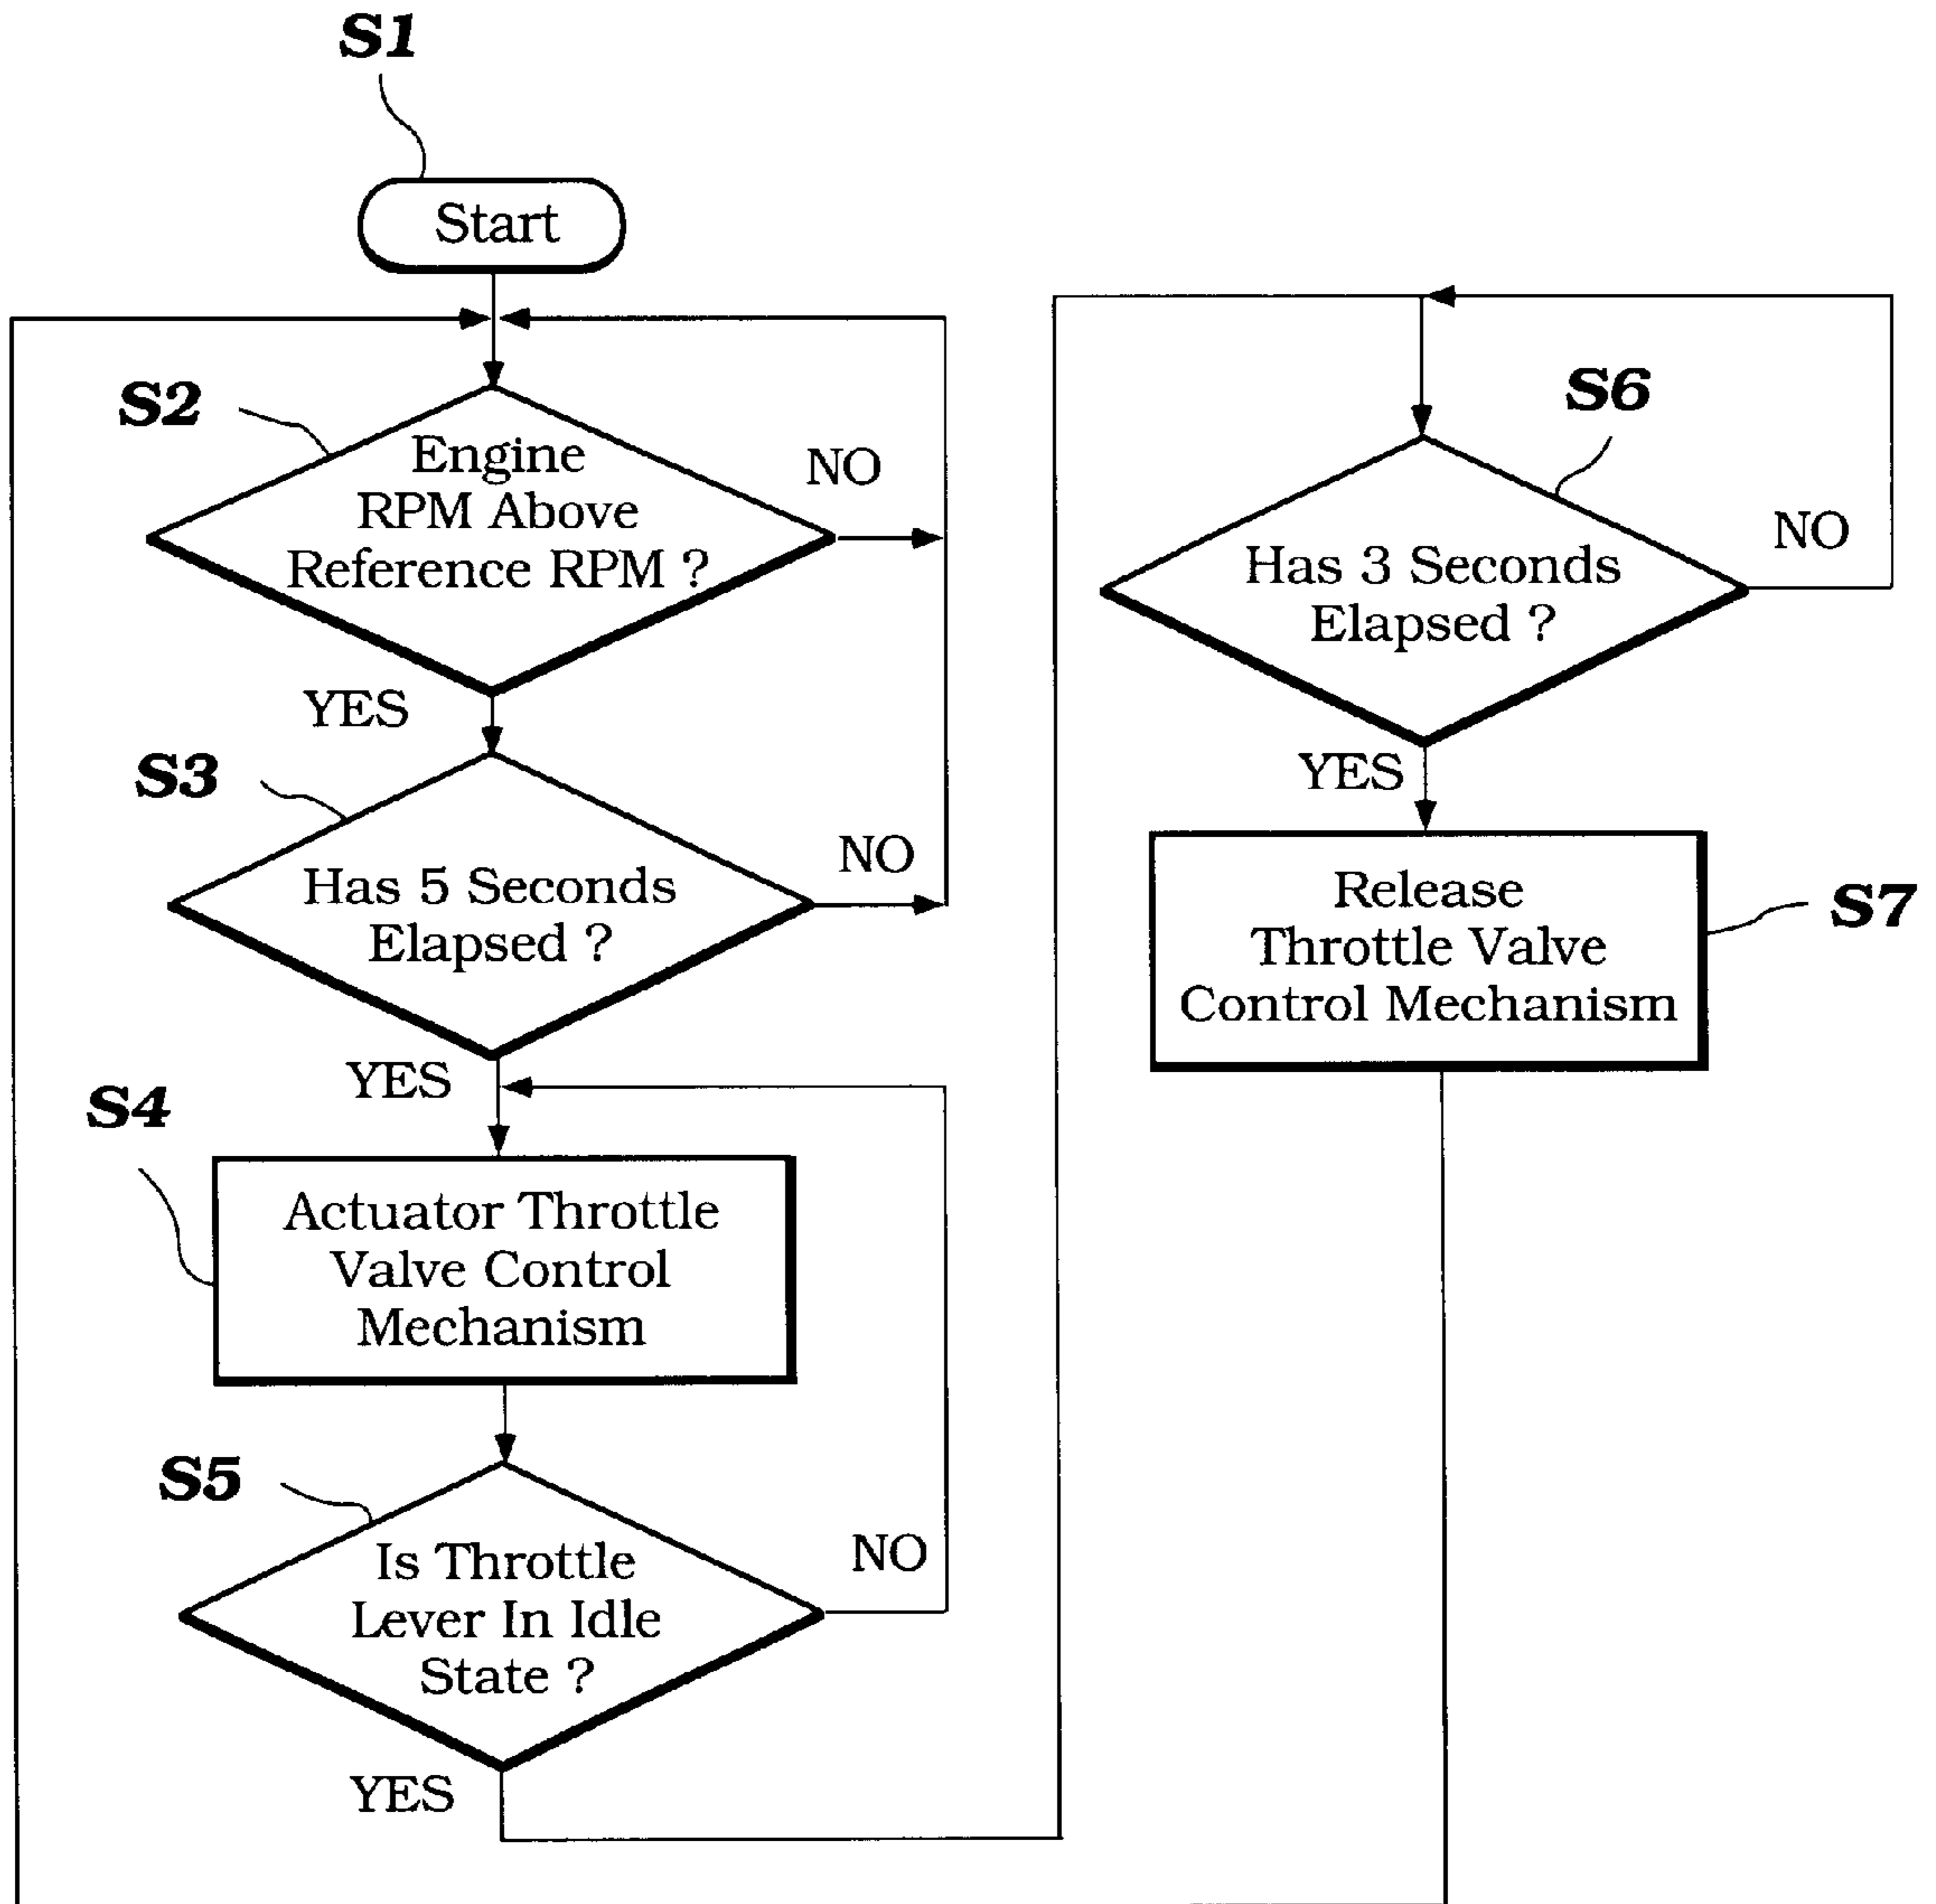 S1
Start
S2
Engine
RPM Above
Reference RPM ?
NO
YES
S3
Has 5 Seconds
Elapsed ?
NO
YES
S4
Actuator Throttle
Valve Control
Mechanism
S5
Is Throttle
Lever In Idle
State ?
NO
YES
S6
Has 3 Seconds
Elapsed ?
NO
YES
Release
Throttle Valve
Control Mechanism
S7